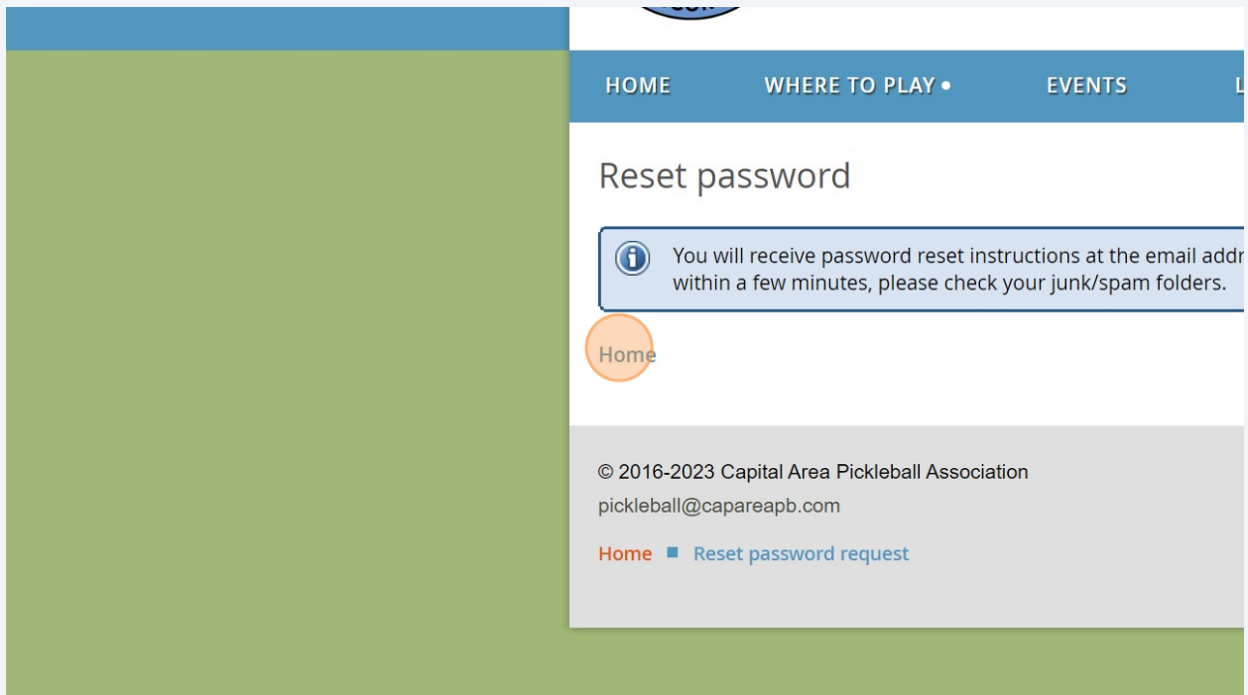 HOME WHERE TO PLAY • EVENTS
Reset password
You will receive password reset instructions at the email addr
within a few minutes, please check your junk/spam folders.
Home
© 2016-2023 Capital Area Pickleball Association
pickleball@capareapb.com
Home ■ Reset password request